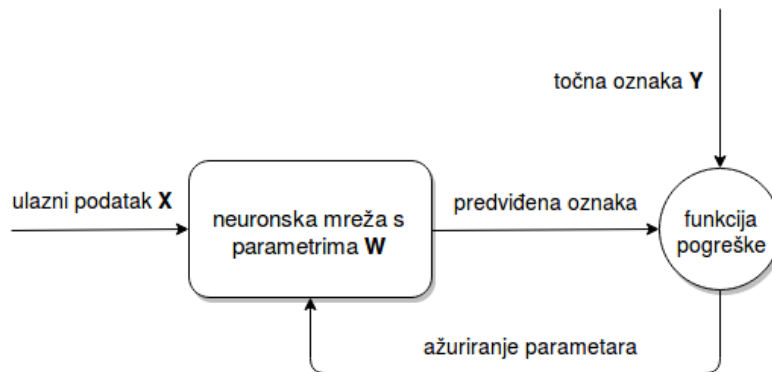 točna oznaka Y
ulazni podatak X
neuronska mreža s
parametrima W
predviđena oznaka
funkcija
pogreške
ažuriranje parametara